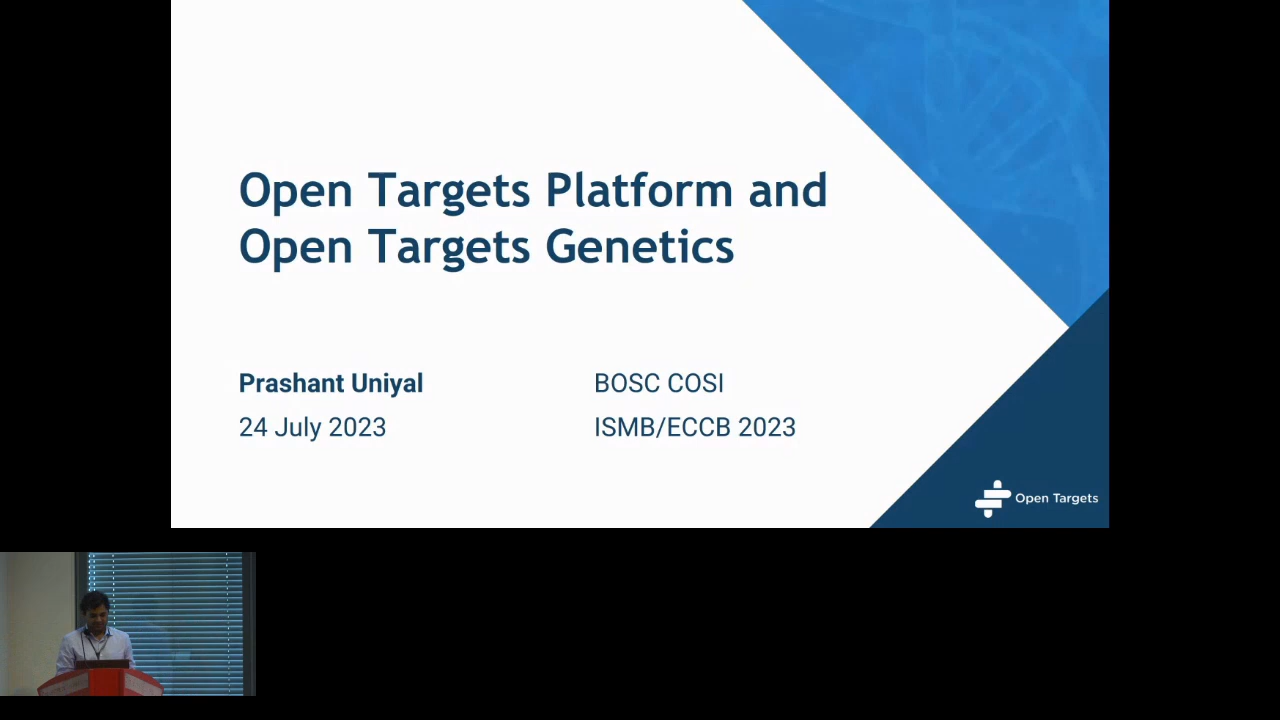 Open Targets Platform and
Open Targets Genetics
Prashant Uniyal
BOSC COSI
24 July 2023
ISMB/ECCB 2023
Open Targets